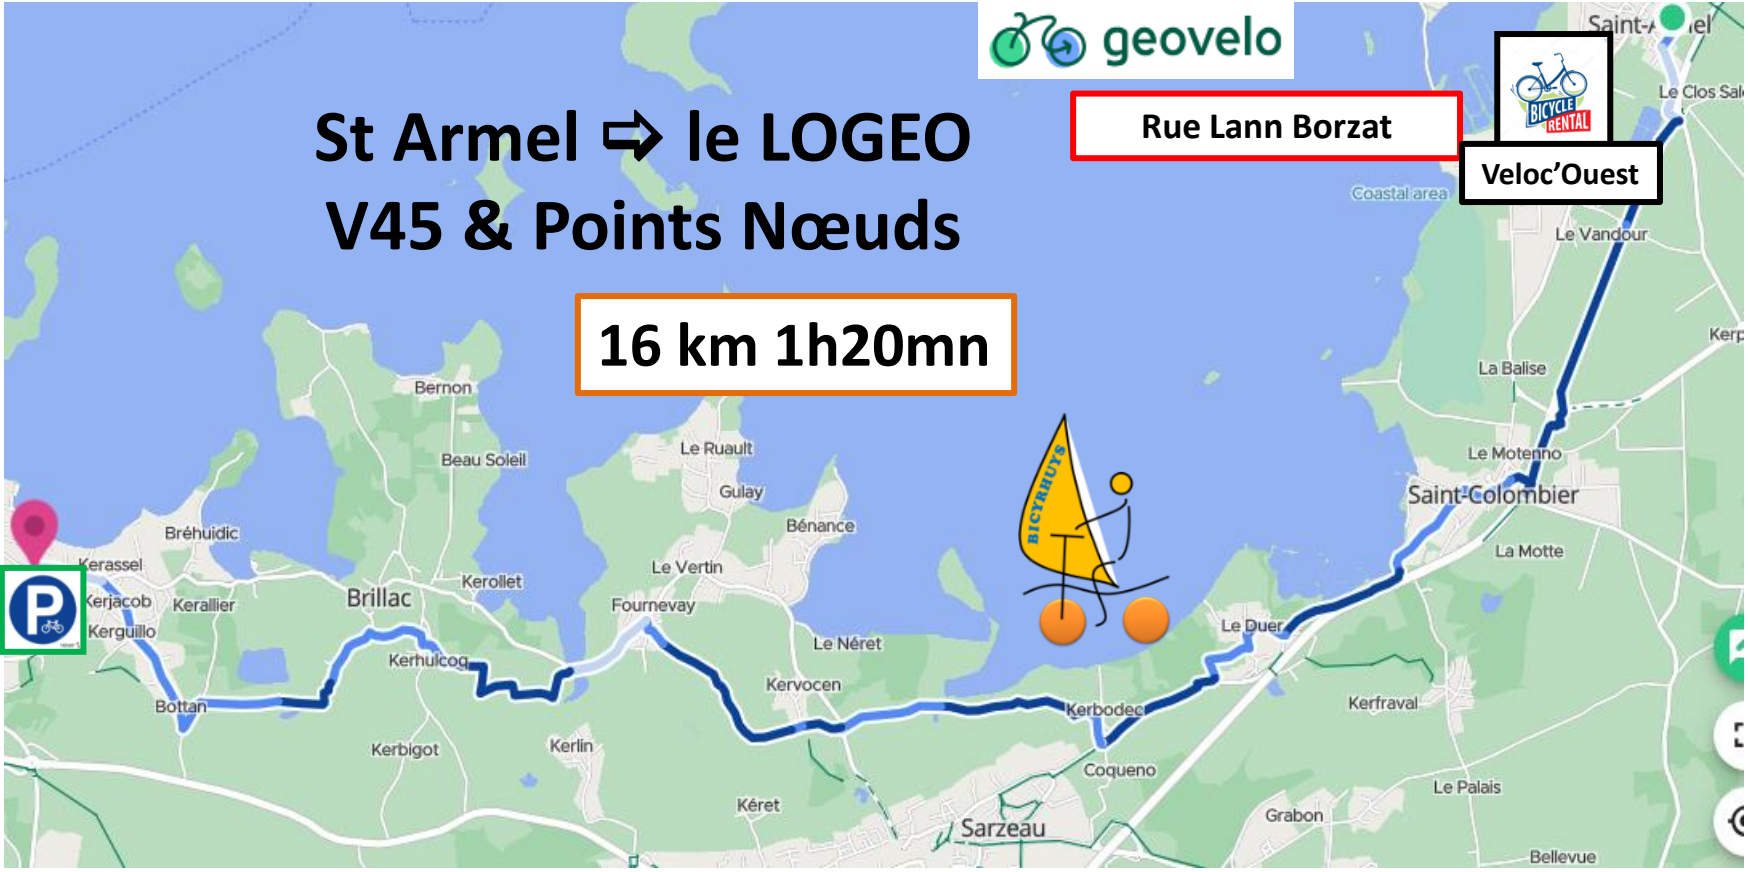 geovelo
St Armel ⇨ le LOGEO
V45 & Points Nœuds
16 km 1h20mn
Rue Lann Borzat
BICYCLE
RENTAL
Veloc'Ouest
Le Clos Sal
Coastal area
Le Vandour
Kerp
La Balise
Le Motenno
Saint-Colombier
La Motte
Bernon
Beau Soleil
Le Ruault
Gulay
Bénance
BICYRHUYS
Bréhuidic
Kerassel
Kerjacob
Kerallier
Kerguillo
P
Brillac
Kerollet
Le Vertin
Fournevay
Le Néret
Le Duer
Kerhulcoq
Kervocen
Kerbodec
Kerfraval
Bottan
Kerbigot
Kerlin
Coqueno
Kéret
Sarzeau
Le Palais
Grabon
Bellevue